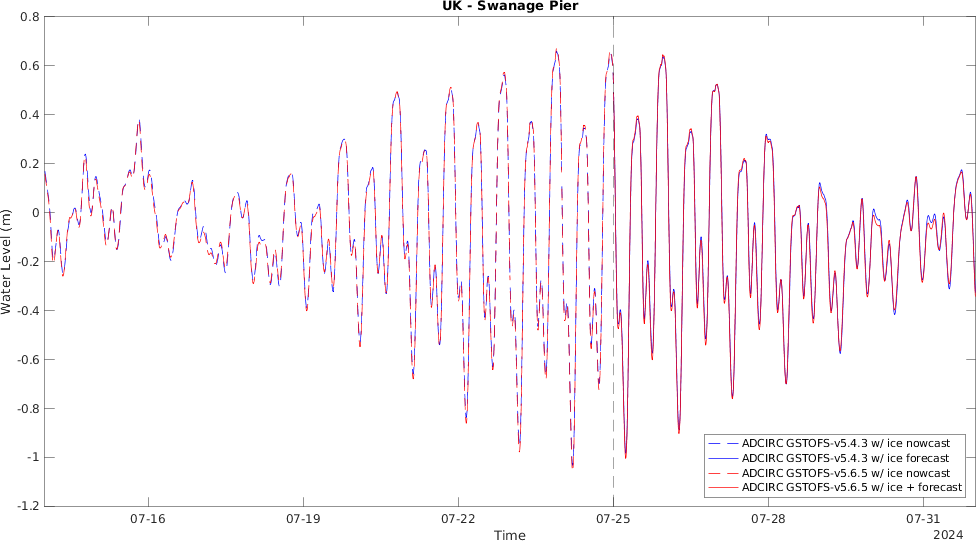 UK - Swanage Pier
0.8
0.6
0.4
0.2
0
-0.2
-0.4
-0.6
-0.8
-1
-1.2
Water Level (m)
07-16
07-19
07-22
07-25
07-28
07-31
Time
2024
ADCIRC GSTOFS-v5.4.3 w/ ice nowcast
ADCIRC GSTOFS-v5.4.3 w/ ice forecast
ADCIRC GSTOFS-v5.6.5 w/ ice nowcast
ADCIRC GSTOFS-v5.6.5 w/ ice + forecast